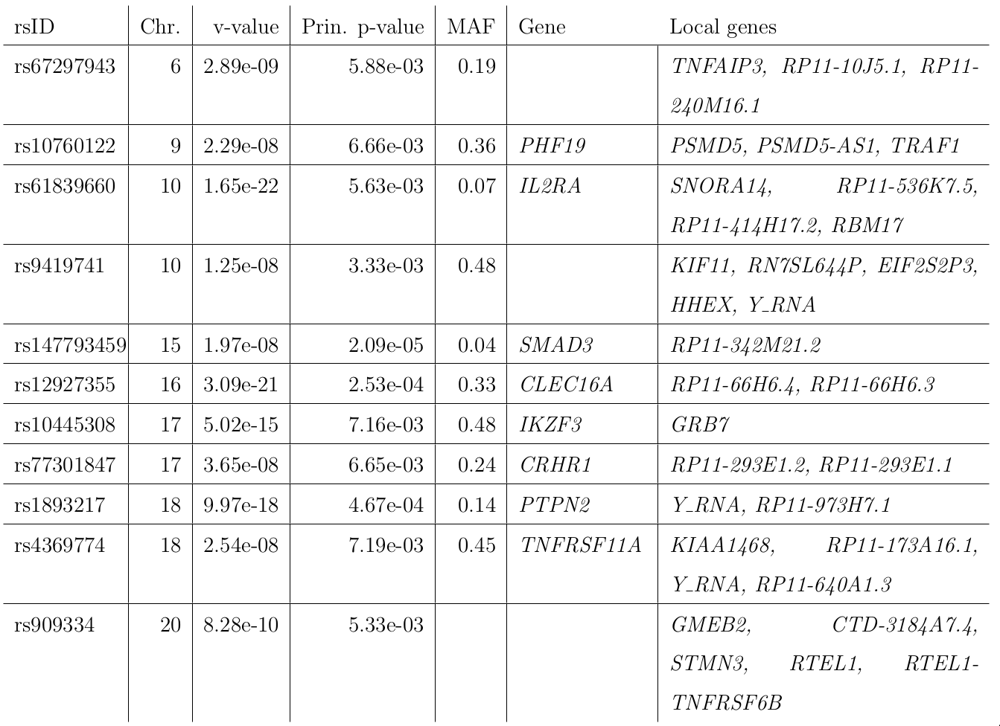 rsID Chr. v-value Prin. p-value MAF Gene Local genes
rs67297943 6 2.89e-09 5.88e-03 0.19 TNFAIP3, RP11-10J5.1, RP11-
240M16.1
rs10760122 9 2.29e-08 6.66e-03 0.36 PHF19 PSMD5, PSMD5-AS1, TRAF1
rs61839660 10 1.65e-22 5.63e-03 0.07 IL2RA SNORA14, RP11-536K7.5,
RP11-414H17.2, RBM17
rs9419741 10 1.25e-08 3.33e-03 0.48 KIF11, RN7SL644P, EIF2S2P3,
HHEX, Y_RNA
rs147793459 15 1.97e-08 2.09e-05 0.04 SMAD3 RP11-342M21.2
rs12927355 16 3.09e-21 2.53e-04 0.33 CLEC16A RP11-66H6.4, RP11-66H6.3
rs10445308 17 5.02e-15 7.16e-03 0.48 IKZF3 GRB7
rs77301847 17 3.65e-08 6.65e-03 0.24 CRHR1 RP11-293E1.2, RP11-293E1.1
rs1893217 18 9.97e-18 4.67e-04 0.14 PTPN2 Y_RNA, RP11-973H7.1
rs4369774 18 2.54e-08 7.19e-03 0.45 TNFRSF11A KIAA1468, RP11-173A16.1,
Y_RNA, RP11-640A1.3
rs909334 20 8.28e-10 5.33e-03 GMEB2, CTD-3184A7.4,
STMN3, RTEL1, RTEL1-
TNFRSF6B